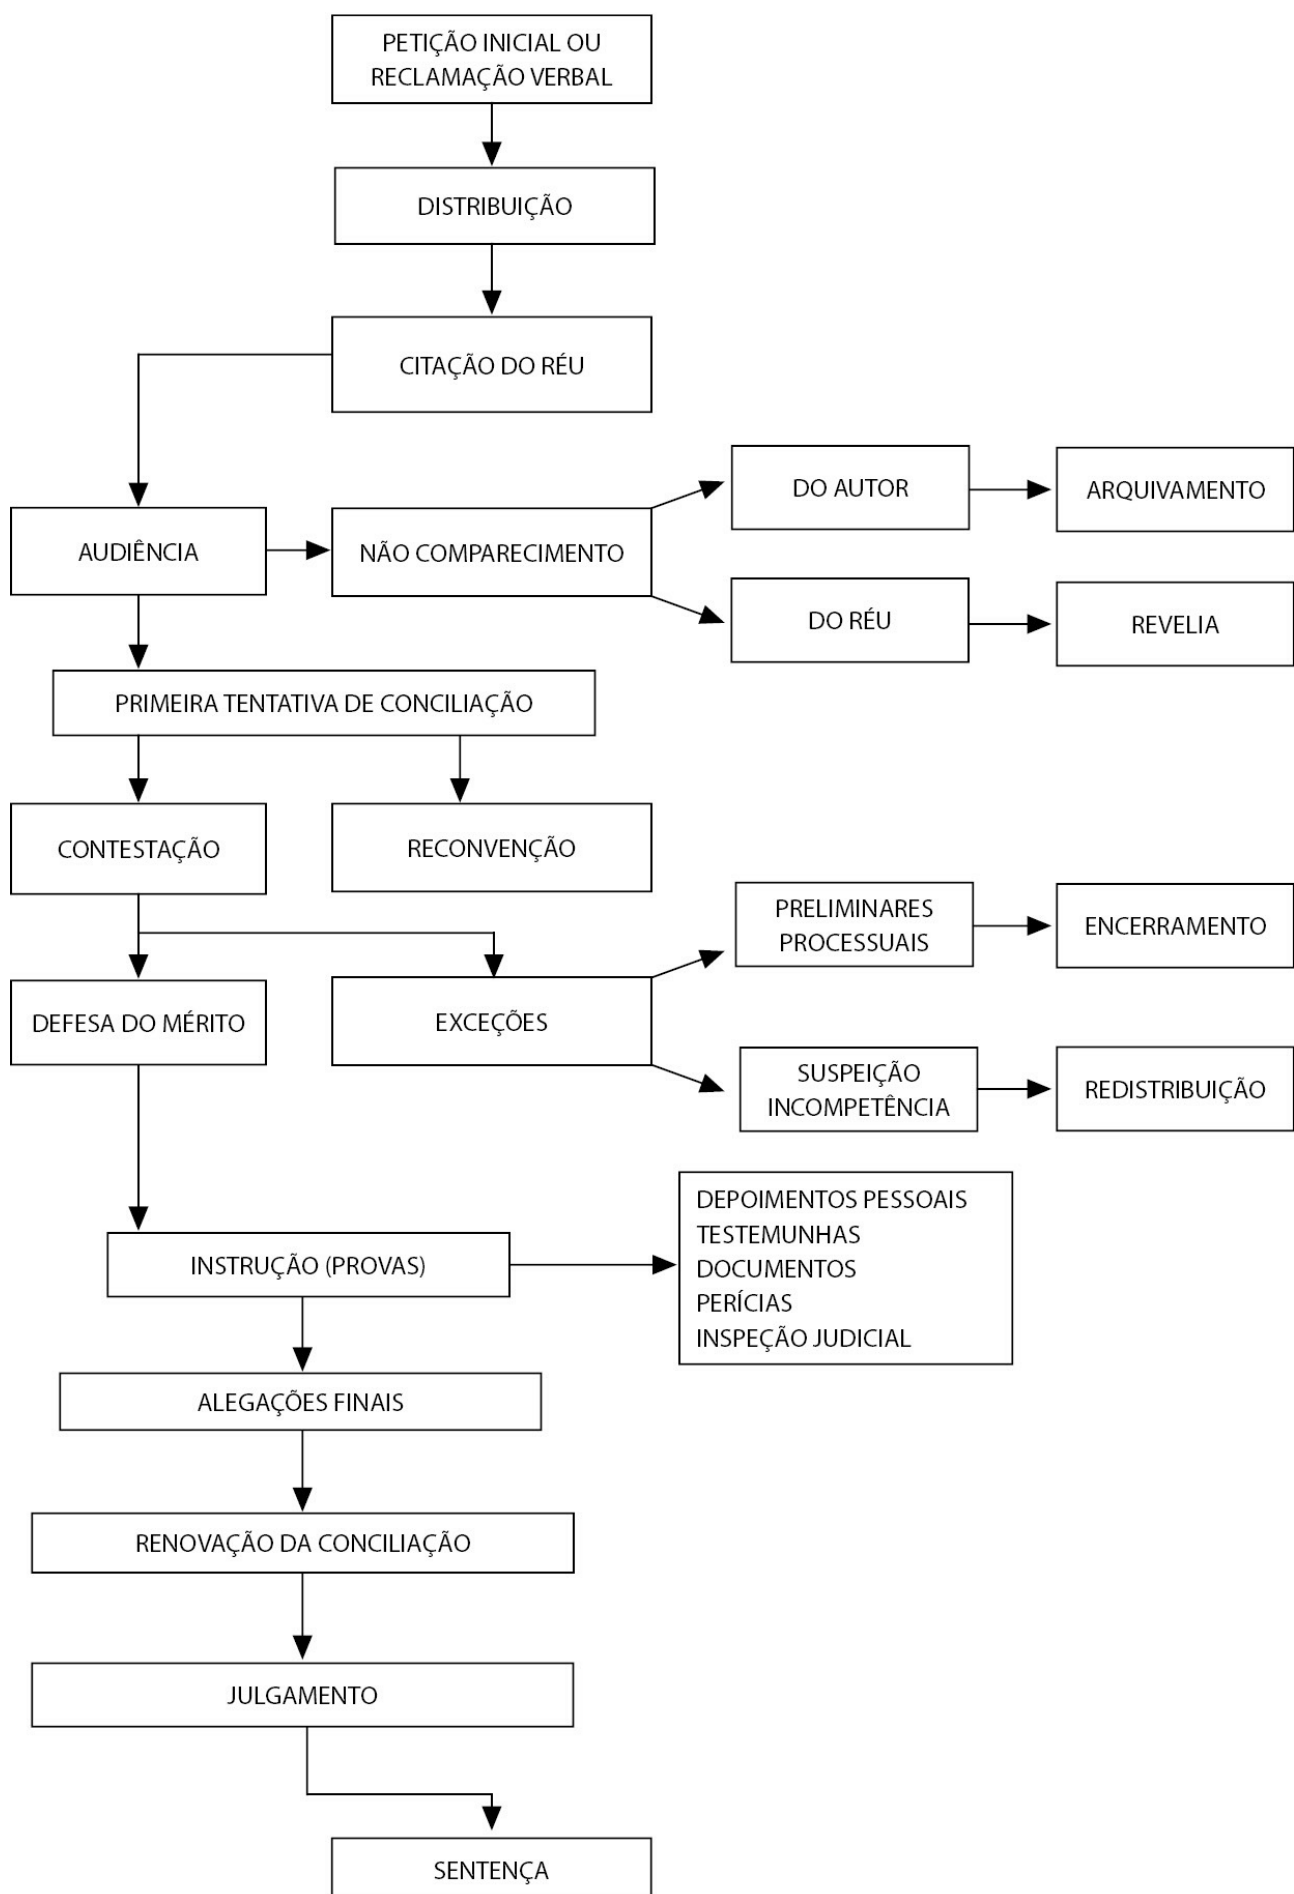 PETIÇÃO INICIAL OU
RECLAMAÇÃO VERBAL
DISTRIBUIÇÃO
CITAÇÃO DO RÉU
AUDIÊNCIA
NÃO COMPARECIMENTO
DO AUTOR
ARQUIVAMENTO
DO RÉU
REVELIA
PRIMEIRA TENTATIVA DE CONCILIAÇÃO
CONTESTAÇÃO
RECONVENÇÃO
PRELIMINARES
PROCESSUAIS
ENCERRAMENTO
DEFESA DO MÉRITO
EXCEÇÕES
SUSPEIÇÃO
INCOMPETÊNCIA
REDISTRIBUIÇÃO
INSTRUÇÃO (PROVAS)
DEPOIMENTOS PESSOAIS
TESTEMUNHAS
DOCUMENTOS
PERÍCIAS
INSPEÇÃO JUDICIAL
ALEGAÇÕES FINAIS
RENOVAÇÃO DA CONCILIAÇÃO
JULGAMENTO
SENTENÇA